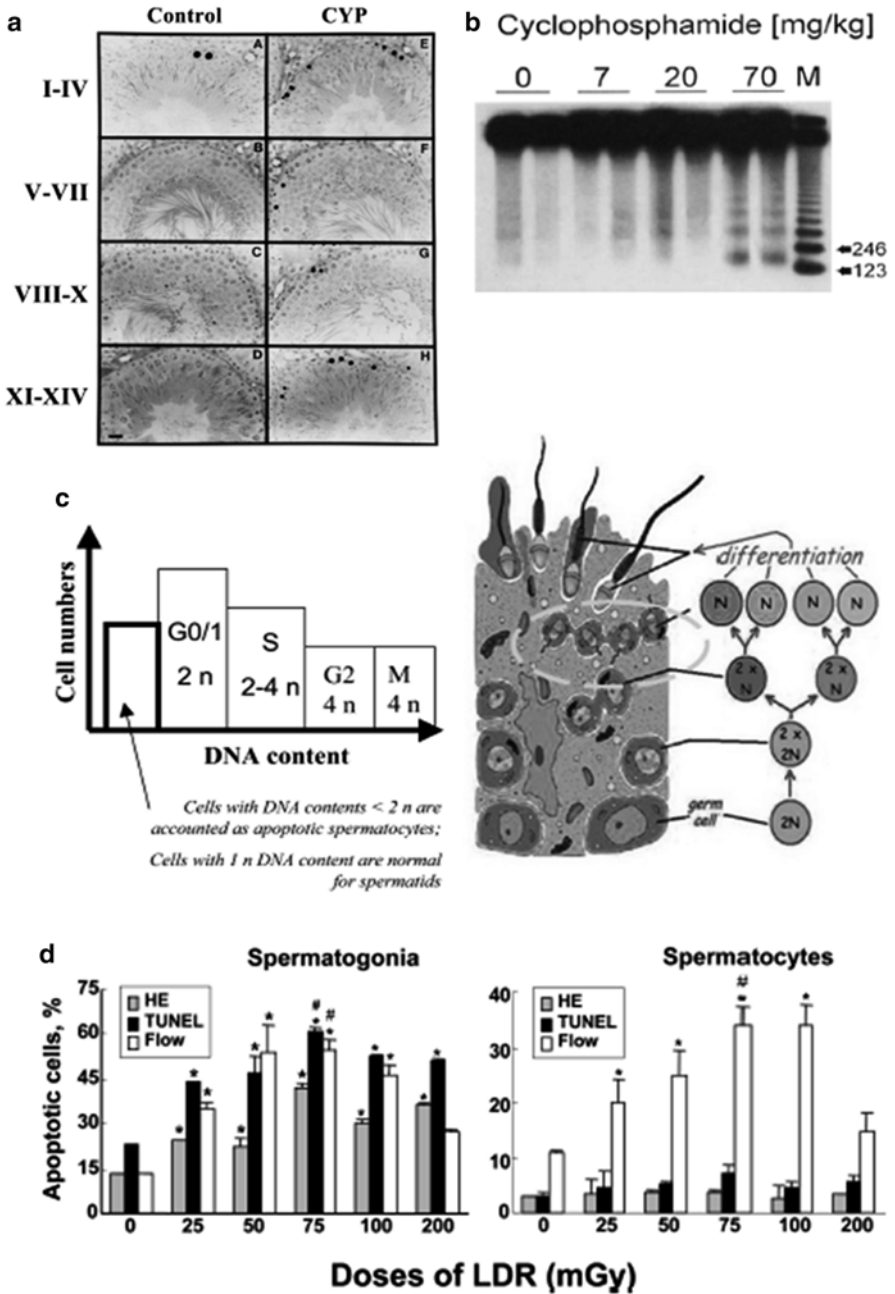 a
Control CYP
I-IV
A
E
V-VII
B
F
VIII-X
C
G
XI-XIV
D
H
b
Cyclophosphamide [mg/kg]
0 7 20 70 M
246
123
c
Cell numbers
G0/1
2 n
S
2-4 n
G2
4 n
M
4 n
DNA content
Cells with DNA contents < 2 n are
accounted as apoptotic spermatocytes;
Cells with 1 n DNA content are normal
for spermatids
differentiation
N N N N
2 x
N
2 x
N
2 x
2N
germ
cell
2N
d
Spermatogonia
Apoptotic cells, %
75
60
45
30
15
0
HE
TUNEL
Flow
* * * * * * # * # * * * * * *
0 25 50 75 100 200
Spermatocytes
40
30
20
10
0
HE
TUNEL
Flow
* * # * *
0 25 50 75 100 200
Doses of LDR (mGy)